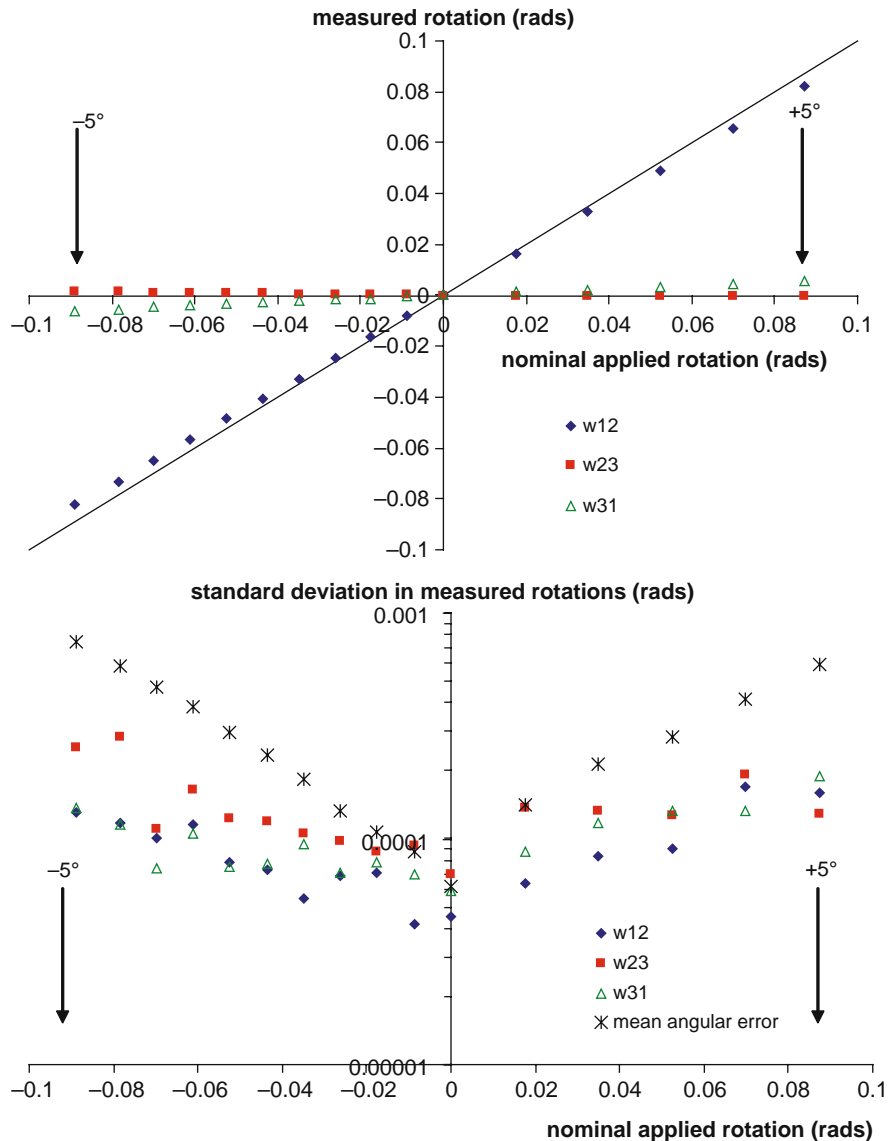 measured rotation (rads)
0.1
0.08
0.06
0.04
0.02
0
–0.02
–0.04
–0.06
–0.08
–0.1
–5°
+5°
–0.1 –0.08 –0.06 –0.04 –0.02 0 0.02 0.04 0.06 0.08 0.1
nominal applied rotation (rads)
w12
w23
w31
standard deviation in measured rotations (rads)
0.001
0.0001
0.00001
–5°
+5°
w12
w23
w31
mean angular error
–0.1 –0.08 –0.06 –0.04 –0.02 0 0.02 0.04 0.06 0.08 0.1
nominal applied rotation (rads)